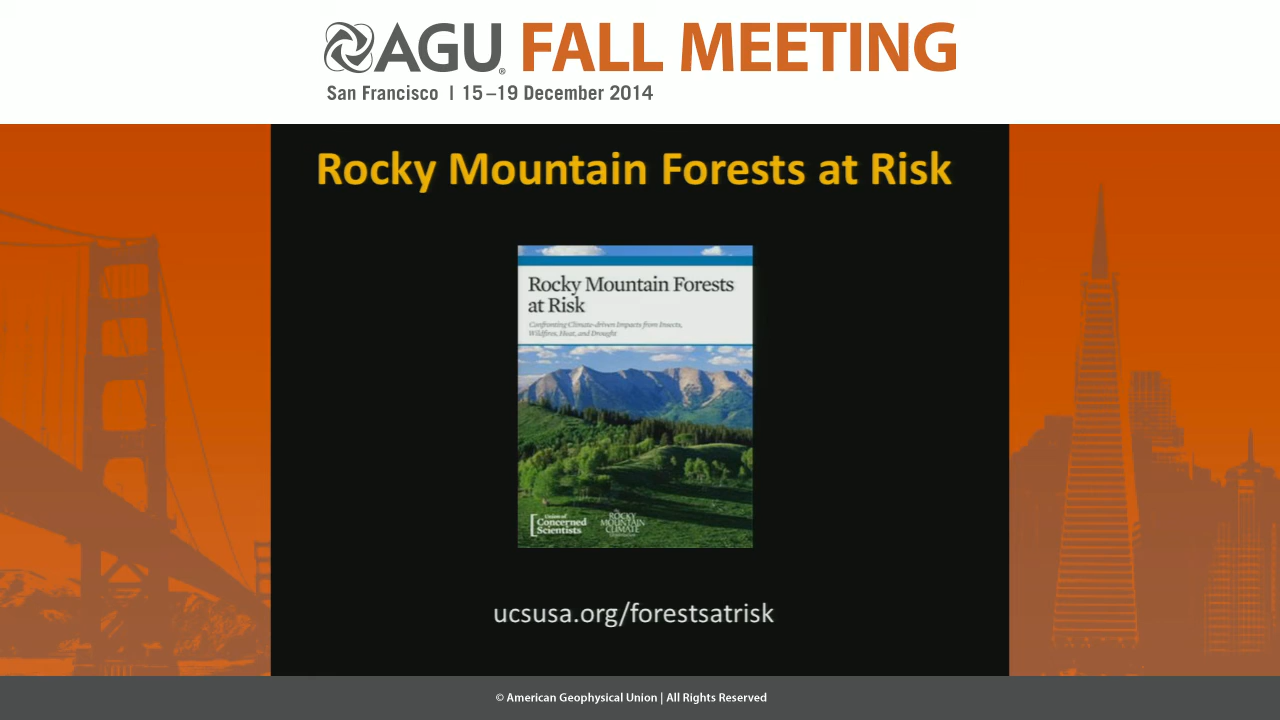 AGU® FALL MEETING
San Francisco | 15–19 December 2014
Rocky Mountain Forests at Risk
Rocky Mountain Forests
at Risk
Confronting Climate-driven Impacts from Insects,
Wildfires, Heat, and Drought
Union of
Concerned
Scientists
ROCKY
MOUNTAIN
CLIMATE
ucsusa.org/forestsatrisk
© American Geophysical Union | All Rights Reserved